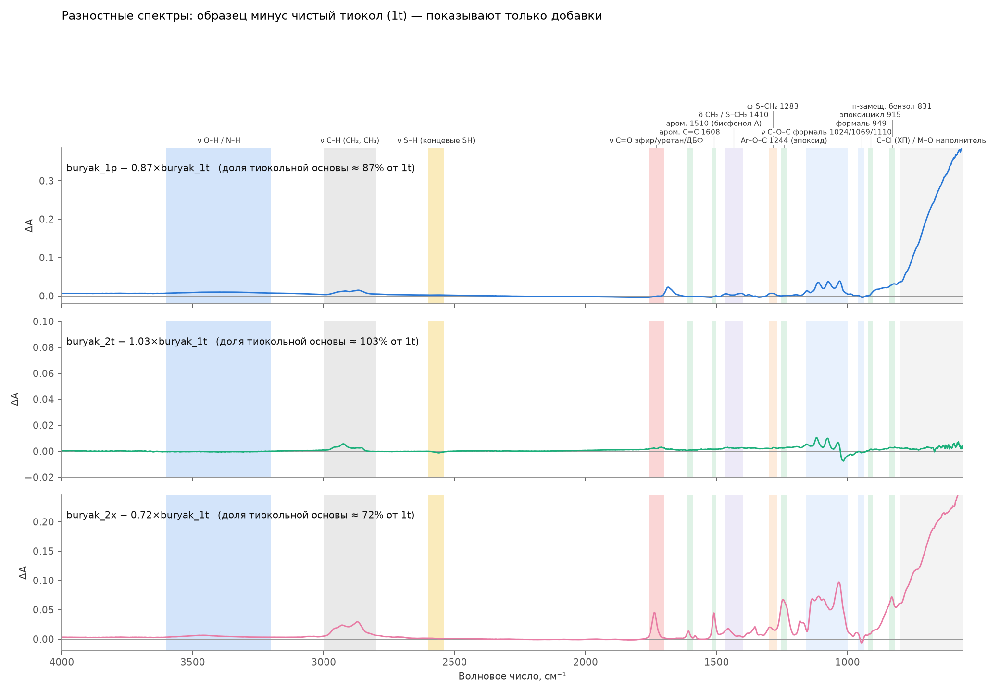 Разностные спектры: образец минус чистый тиокол (1t) — показывают только добавки
ω S–CH₂ 1283
п-замещ. бензол 831
δ CH₂ / S–CH₂ 1410
эпоксицикл 915
аром. 1510 (бисфенол А)
формаль 949
аром. C=C 1608
ν C–O–C формаль 1024/1069/1110
ν O–H / N–H
ν C–H (CH₂, CH₃)
ν S–H (концевые SH)
ν C=O эфир/уретан/ДБФ
Ar–O–C 1244 (эпоксид)
C–Cl (ХП) / M–O наполнитель
buryak_1p − 0.87×buryak_1t (доля тиокольной основы ≈ 87% от 1t)
0.3
0.2
0.1
0.0
ΔA
buryak_2t − 1.03×buryak_1t (доля тиокольной основы ≈ 103% от 1t)
0.10
0.08
0.06
0.04
0.02
0.00
−0.02
ΔA
buryak_2x − 0.72×buryak_1t (доля тиокольной основы ≈ 72% от 1t)
0.20
0.15
0.10
0.05
0.00
ΔA
4000 3500 3000 2500 2000 1500 1000
Волновое число, см⁻¹